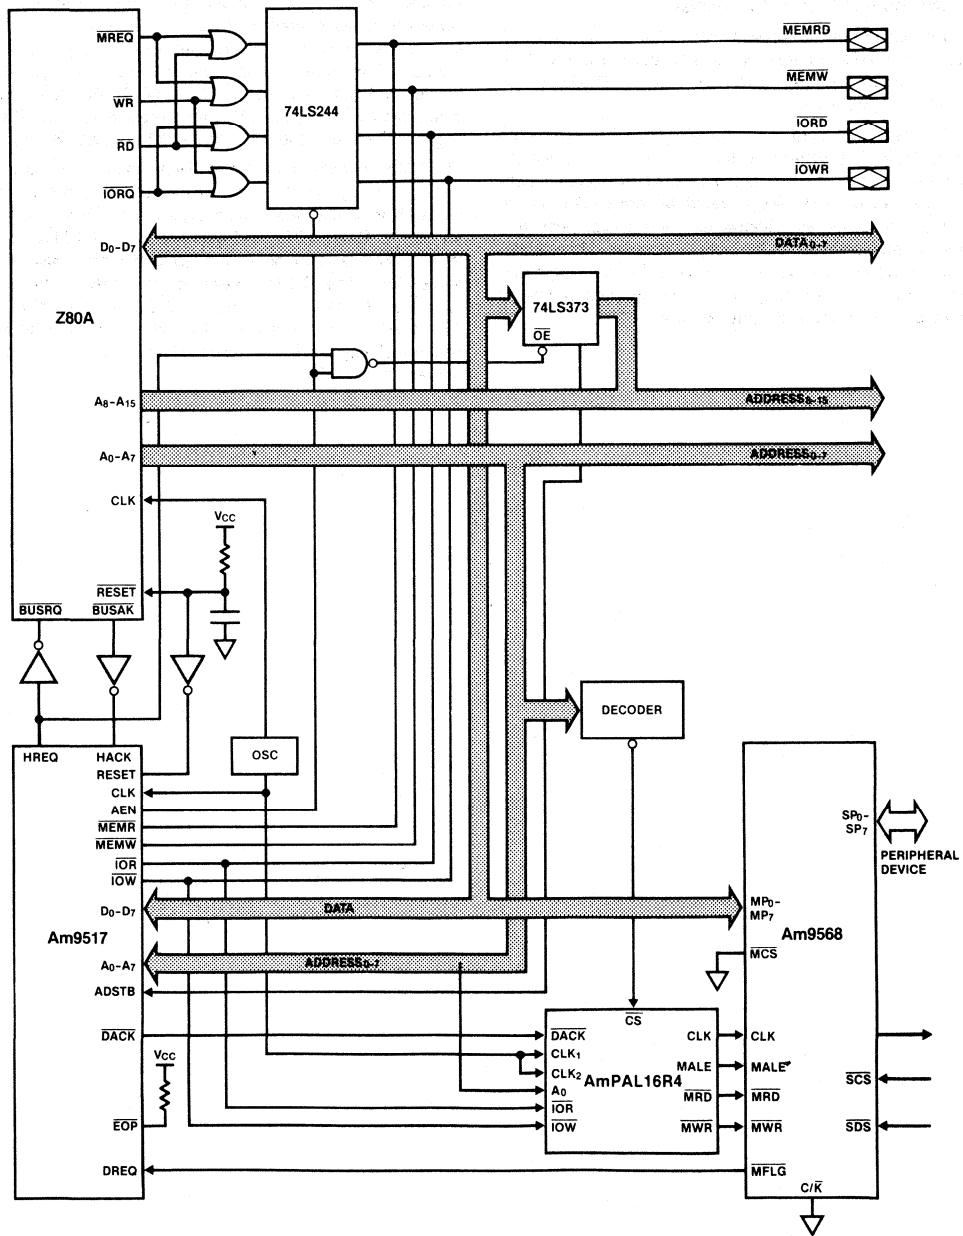 MREQ
WR
RD
IORQ
D0–D7
Z80A
A8–A15
A0–A7
CLK
RESET
BUSRQ
BUSAK
74LS244
MEMRD
MEMW
IORD
IOWR
DATA0–7
74LS373
OE
ADDRESS8–15
ADDRESS0–7
VCC
OSC
DECODER
HREQ
HACK
RESET
CLK
AEN
MEMR
MEMW
IOR
IOW
D0–D7
Am9517
A0–A7
ADSTB
DACK
EOP
DREQ
VCC
DATA
ADDRESS0–7
CS
DACK
CLK1
CLK2
A0
IOR
IOW
AmPAL16R4
CLK
MALE
MRD
MWR
SP0–
SP7
PERIPHERAL
DEVICE
MP0–
MP7
Am9568
MCS
CLK
MALE
MRD
MWR
MFLG
SCS
SDS
C/K